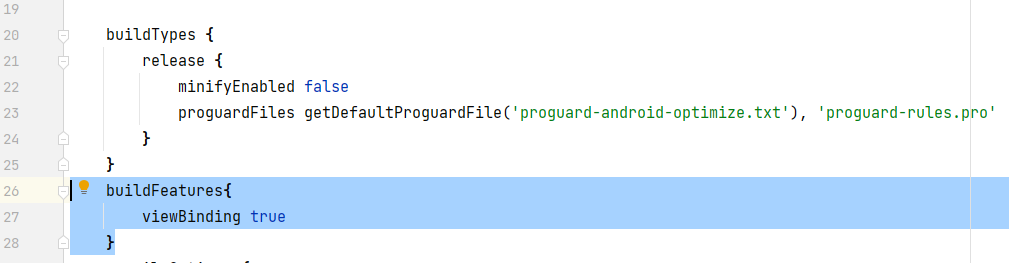 19
20 buildTypes {
21 release {
22 minifyEnabled false
23 proguardFiles getDefaultProguardFile('proguard-android-optimize.txt'), 'proguard-rules.pro'
24 }
25 }
26 buildFeatures{
27 viewBinding true
28 }